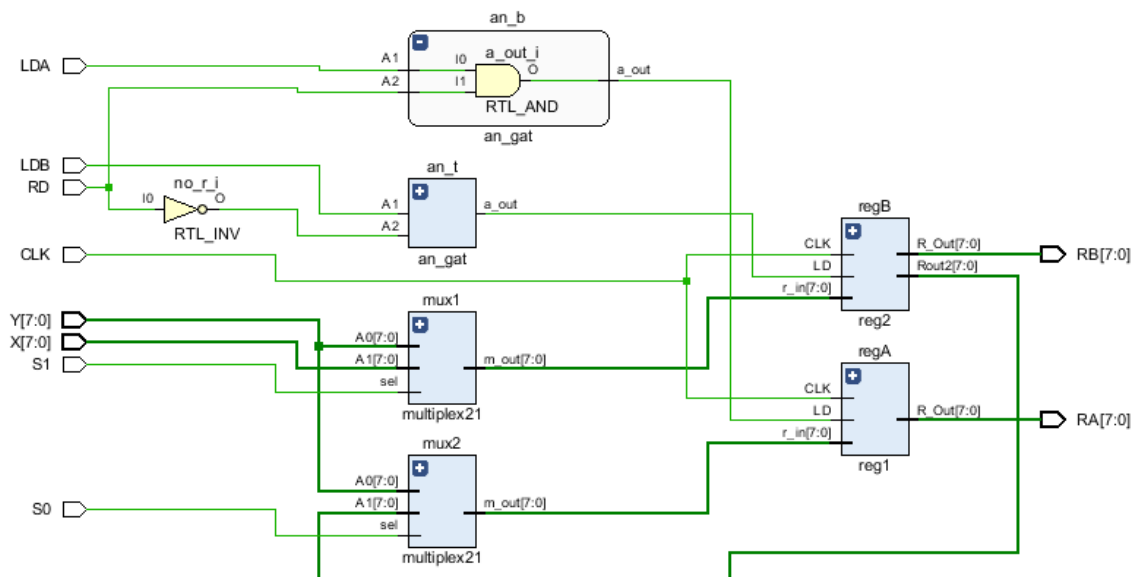 an_b
LDA
A1
I0
a_out_i
O
a_out
A2
I1
RTL_AND
an_gat
LDB
RD
an_t
no_r_i
I0
O
RTL_INV
A1
A2
a_out
an_gat
regB
CLK
CLK
R_Out[7:0]
RB[7:0]
LD
Rout2[7:0]
r_in[7:0]
reg2
mux1
Y[7:0]
X[7:0]
S1
A0[7:0]
A1[7:0]
m_out[7:0]
sel
multiplex21
regA
CLK
LD
R_Out[7:0]
RA[7:0]
r_in[7:0]
reg1
mux2
A0[7:0]
A1[7:0]
m_out[7:0]
S0
sel
multiplex21